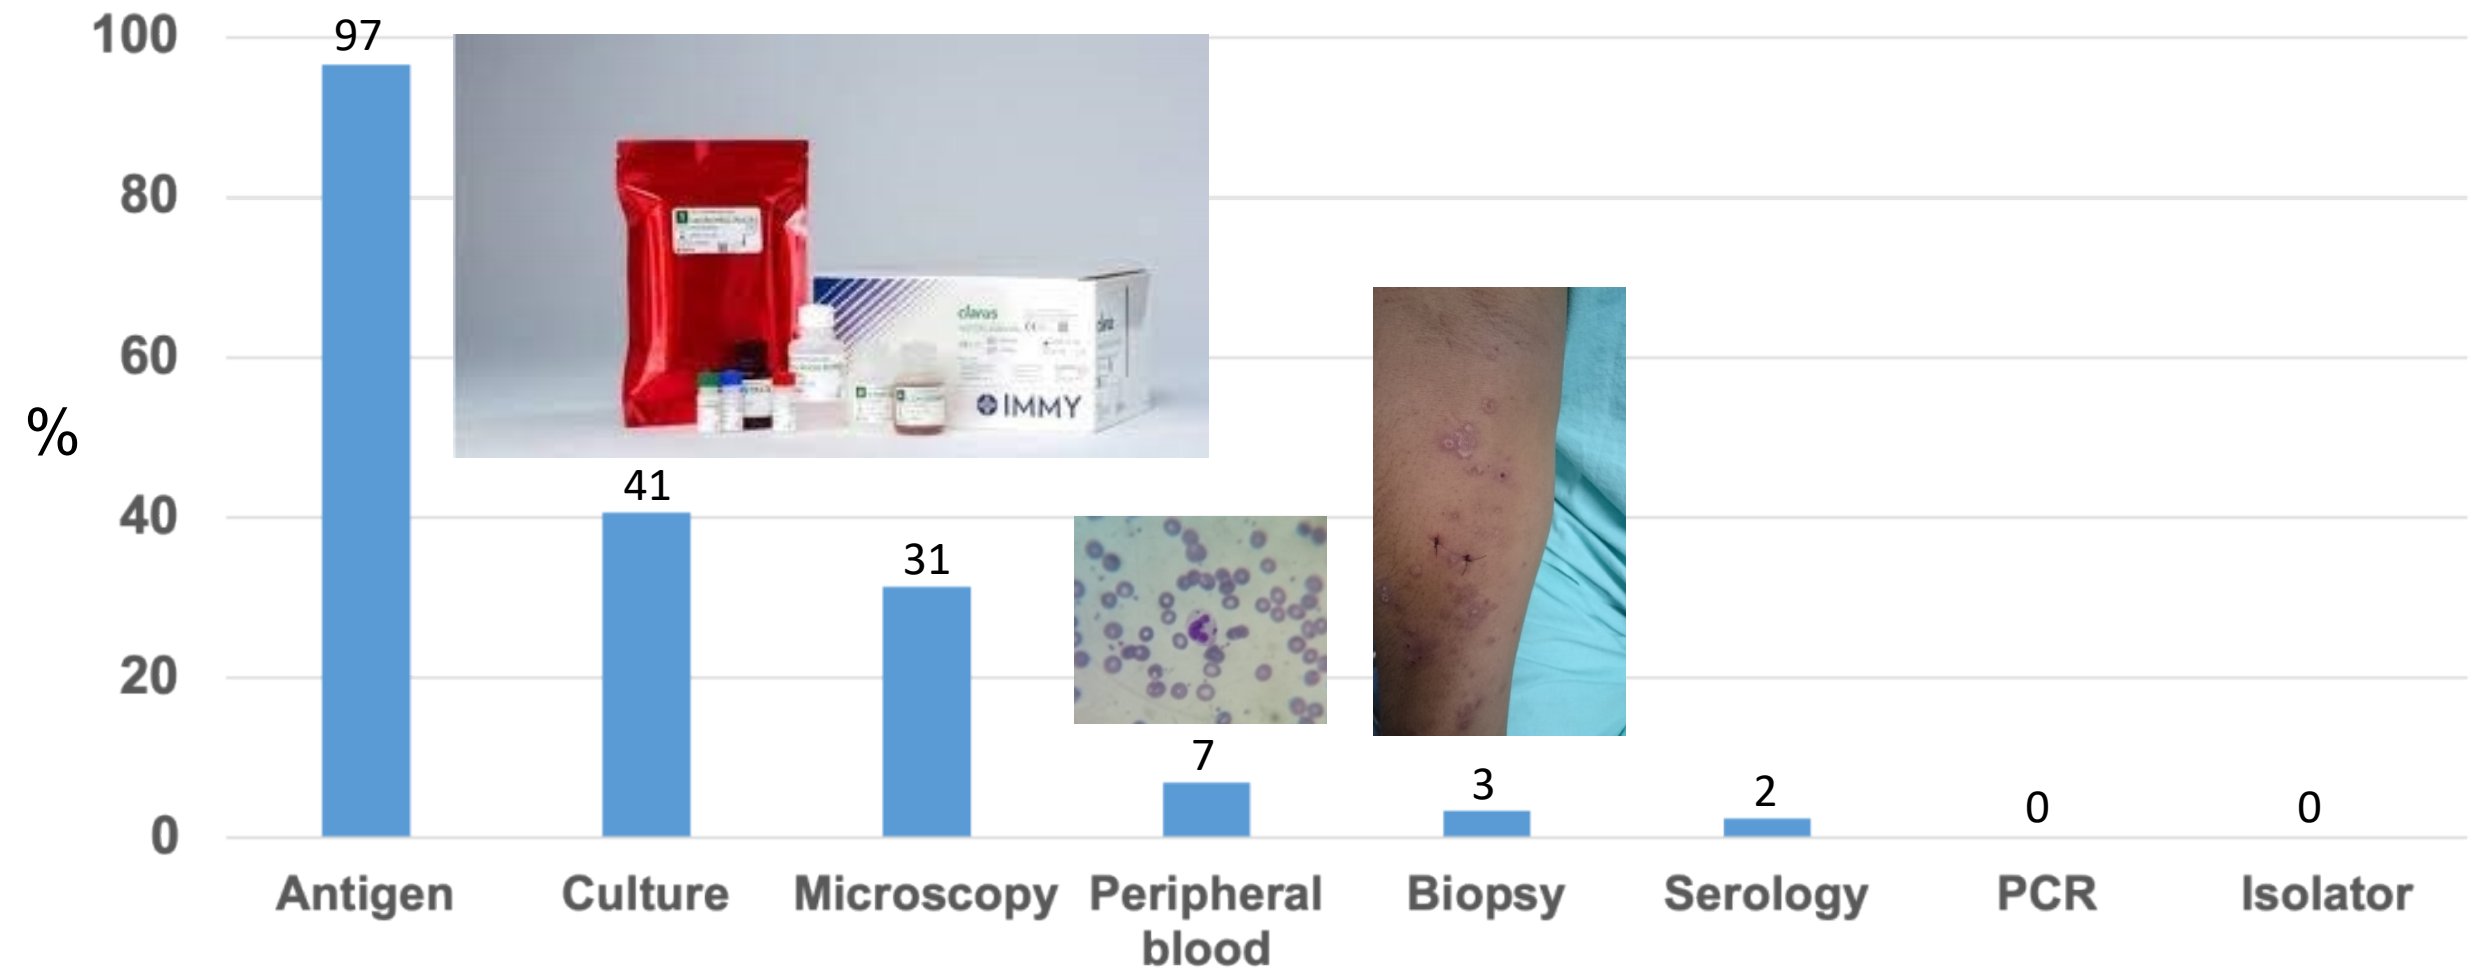 100
80
60
40
20
0
%
97
41
31
7
3
2
0
0
clarus
IMMY
Antigen
Culture
Microscopy
Peripheral
blood
Biopsy
Serology
PCR
Isolator